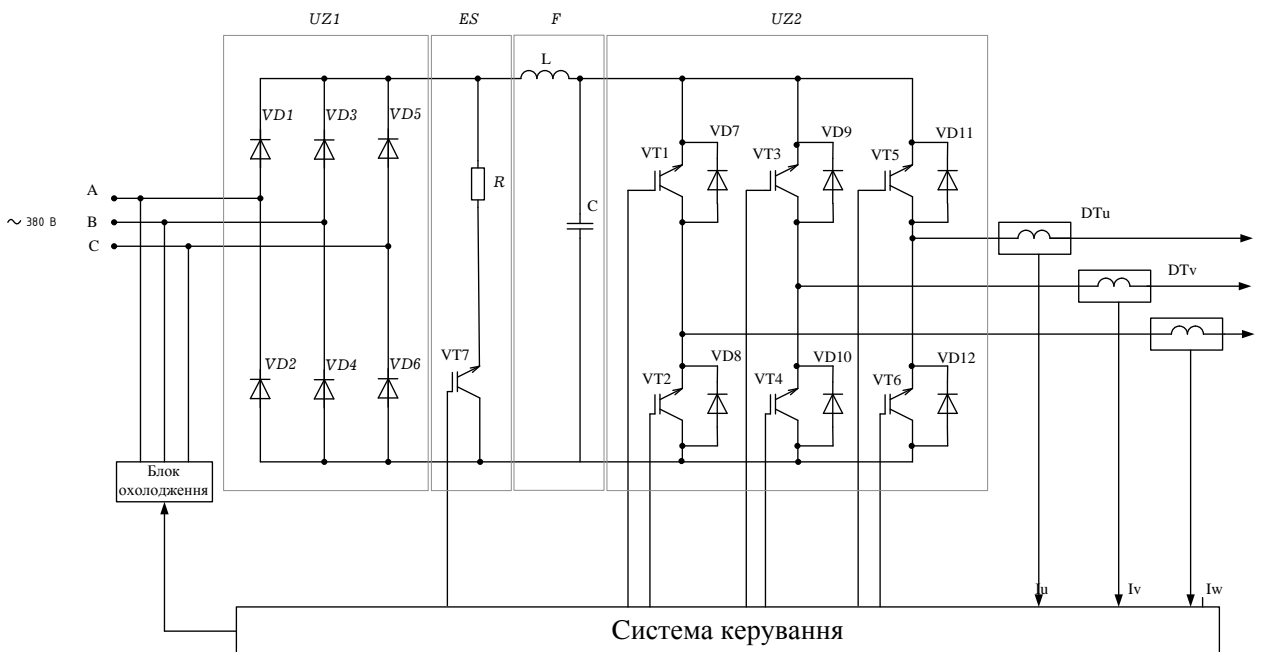 UZ1 ES F UZ2
L
VD1 VD3 VD5
VD7 VD9 VD11
VT1 VT3 VT5
A
R
C
DTu
~ 380 В
B
C
DTv
VD2 VD4 VD6
VT7
VD8 VD10 VD12
VT2 VT4 VT6
Блок
охолодження
Iu Iv Iw
Система керування